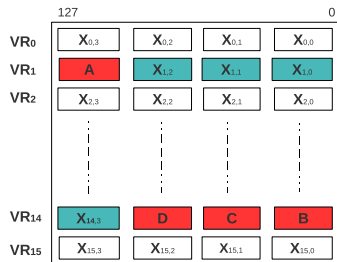 127 0
VR0 X0,3 X0,2 X0,1 X0,0
VR1 A X1,2 X1,1 X1,0
VR2 X2,3 X2,2 X2,1 X2,0
VR14 X14,3 D C B
VR15 X15,3 X15,2 X15,1 X15,0